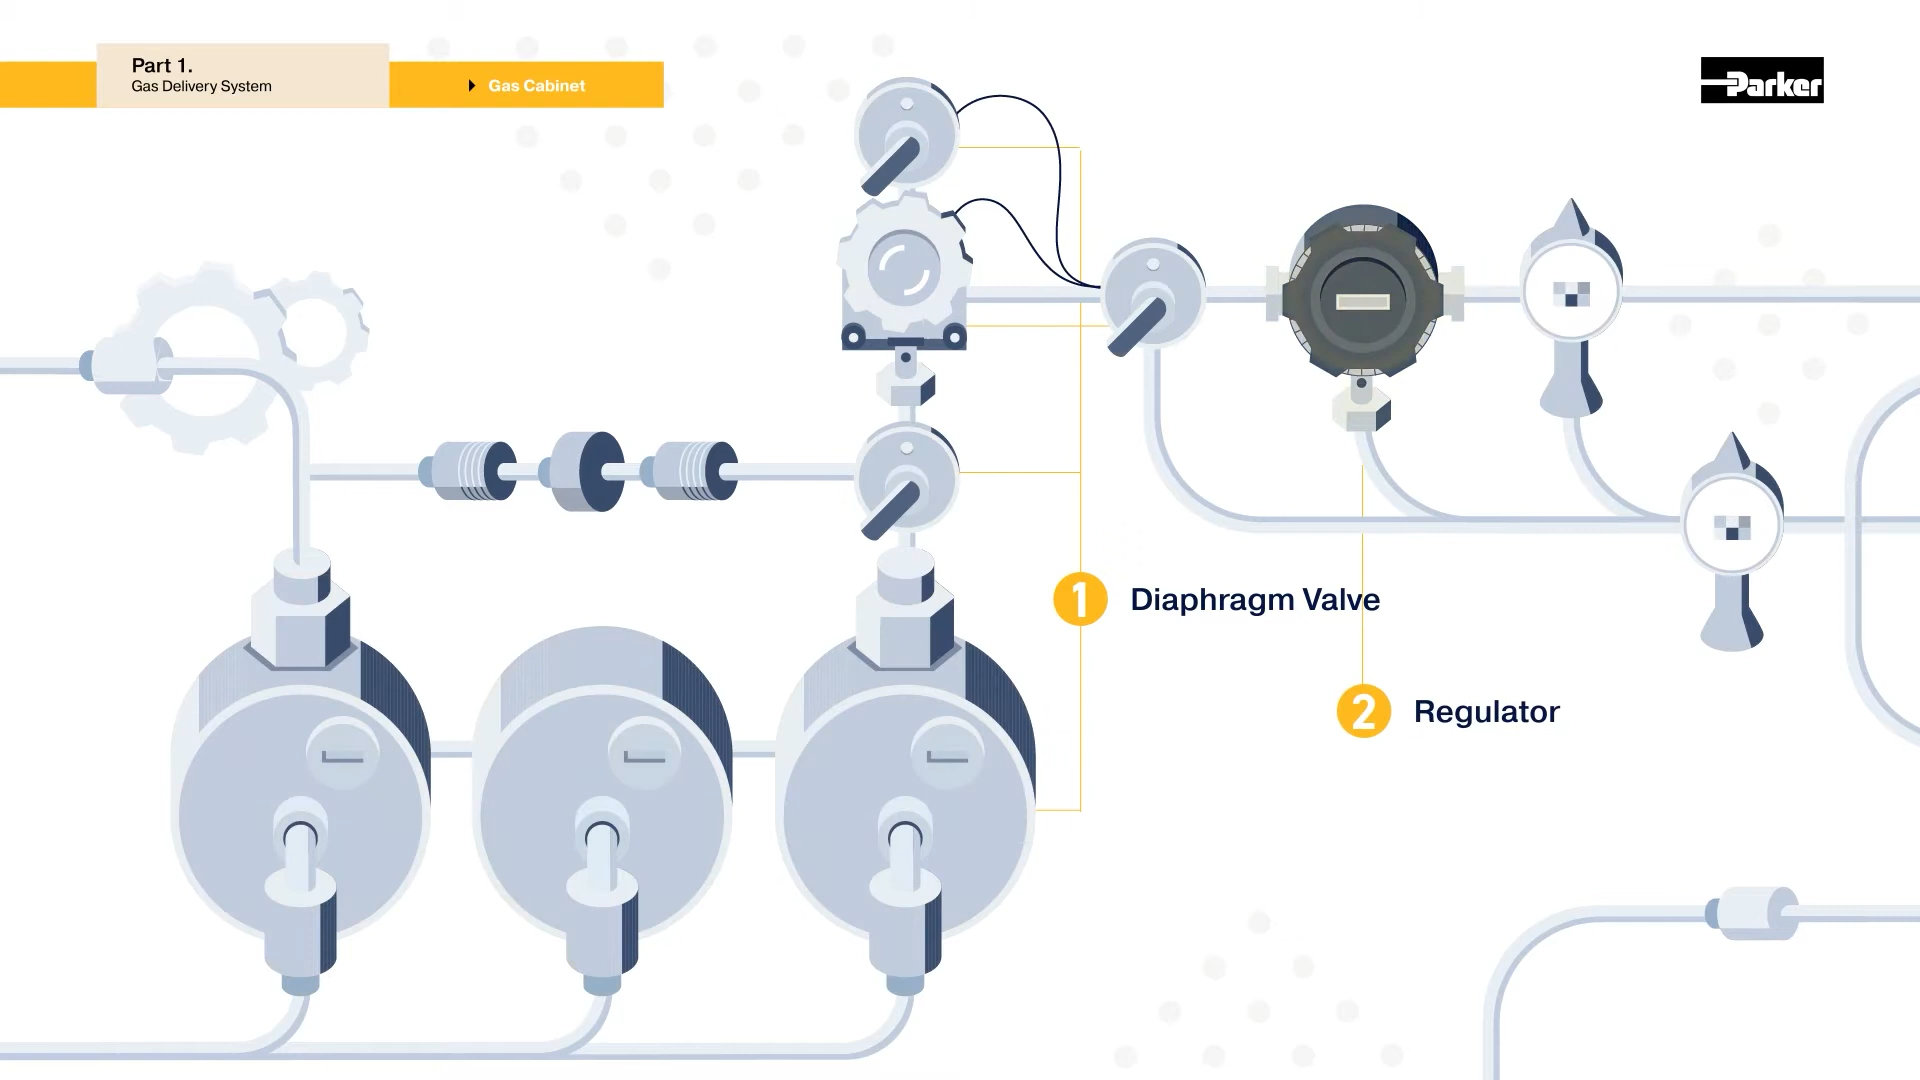 Part 1.
Gas Delivery System
Gas Cabinet
Parker
1 Diaphragm Valve
2 Regulator